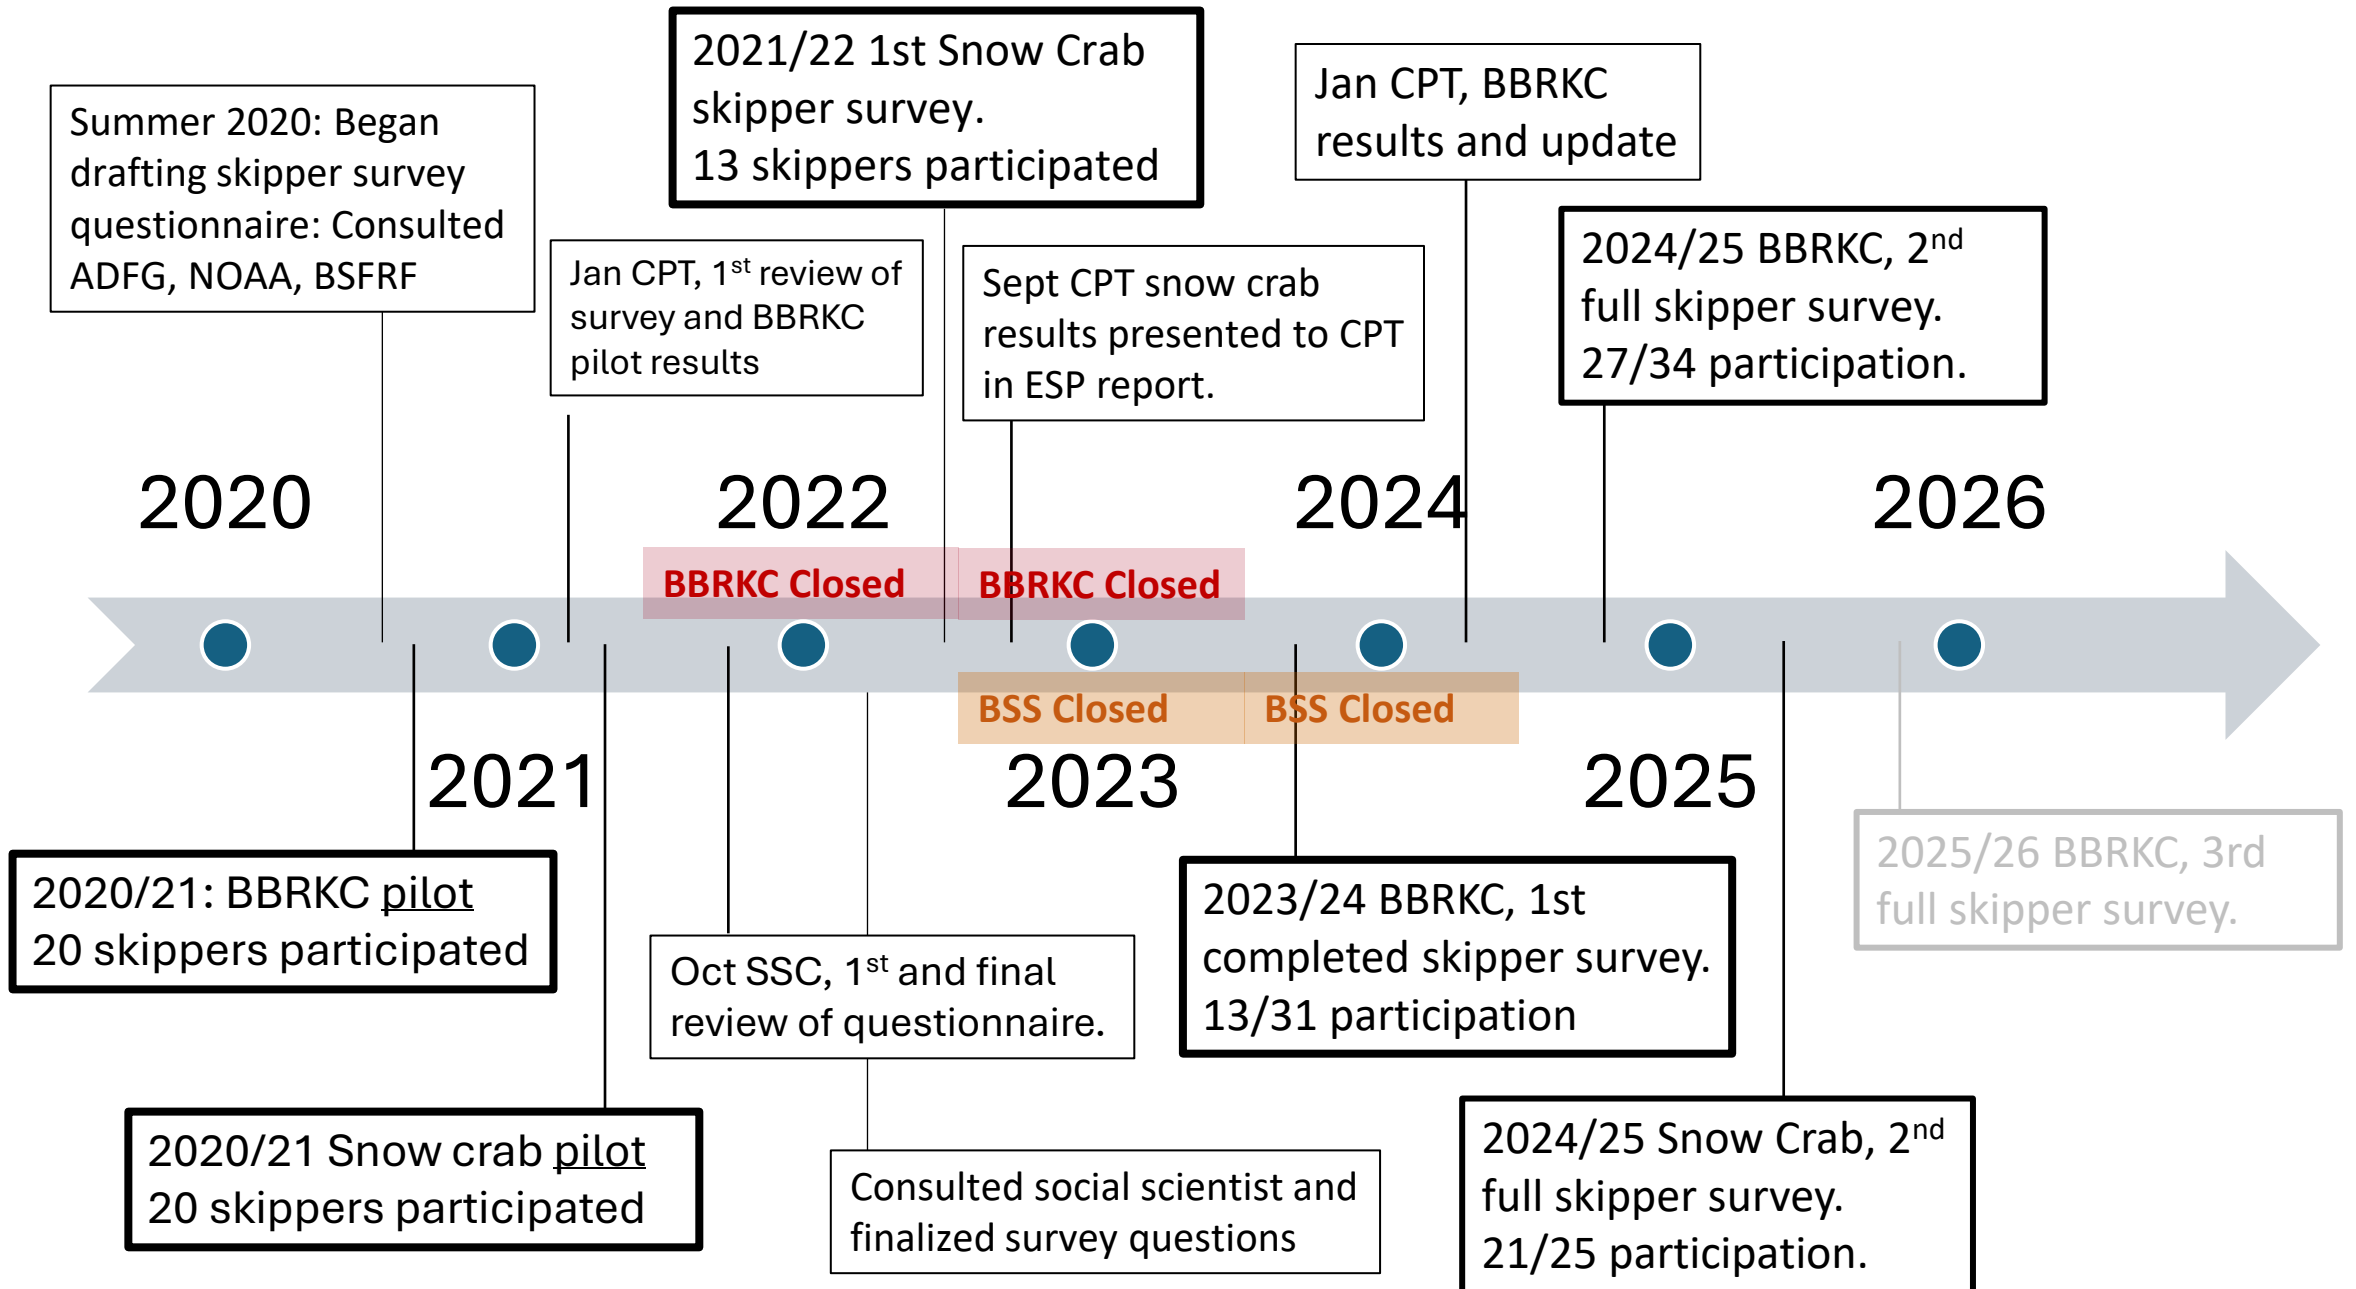 2021/22 1st Snow Crab
skipper survey.
13 skippers participated
Jan CPT, BBRKC
results and update
Summer 2020: Began
drafting skipper survey
questionnaire: Consulted
ADFG, NOAA, BSFRF
2024/25 BBRKC, 2nd
full skipper survey.
27/34 participation.
Jan CPT, 1st review of
survey and BBRKC
pilot results
Sept CPT snow crab
results presented to CPT
in ESP report.
2020
2022
2024
2026
BBRKC Closed
BBRKC Closed
BSS Closed
BSS Closed
2021
2023
2025
2020/21: BBRKC pilot
20 skippers participated
2025/26 BBRKC, 3rd
full skipper survey.
2023/24 BBRKC, 1st
completed skipper survey.
13/31 participation
Oct SSC, 1st and final
review of questionnaire.
2020/21 Snow crab pilot
20 skippers participated
Consulted social scientist and
finalized survey questions
2024/25 Snow Crab, 2nd
full skipper survey.
21/25 participation.